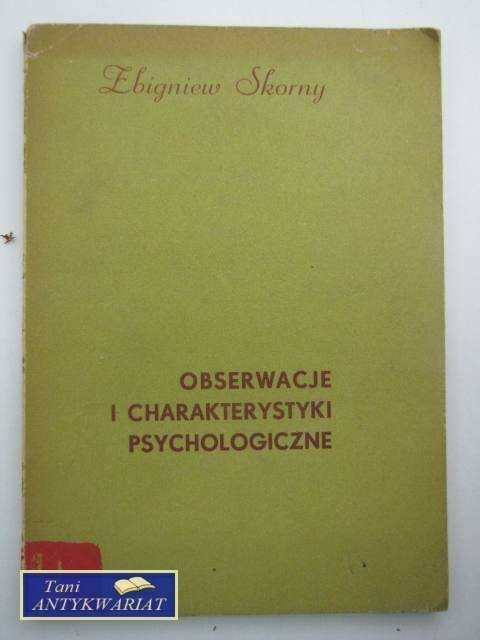 Zbigniew Skorny
OBSERWACJE
I CHARAKTERYSTYKI
PSYCHOLOGICZNE
Tani
ANTYKWARIAT